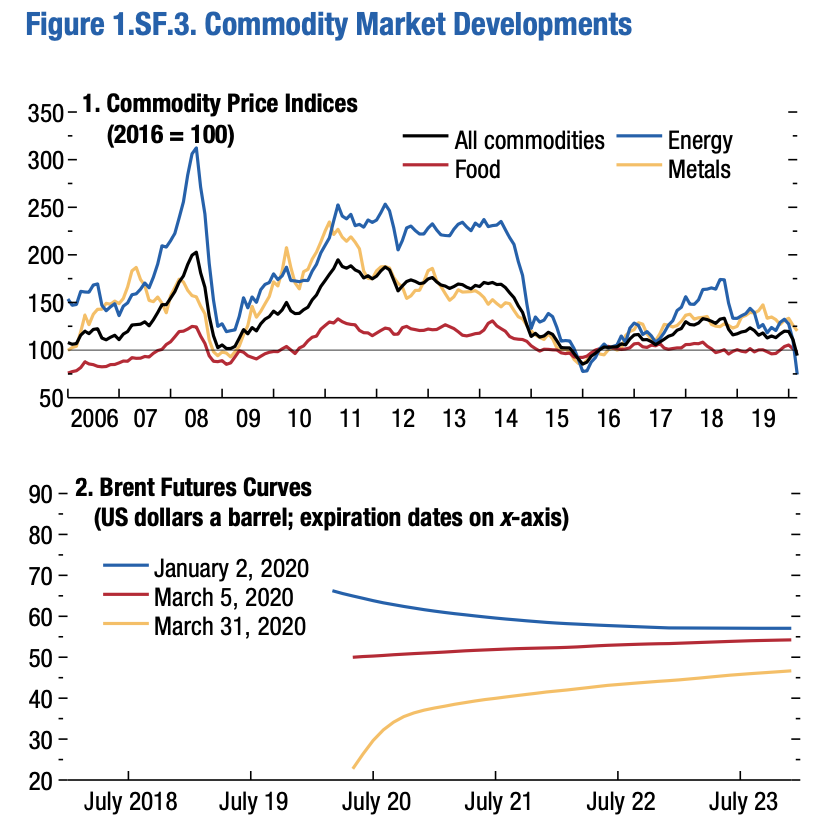 Figure 1.SF.3. Commodity Market Developments
1. Commodity Price Indices
(2016 = 100)
All commodities
Energy
Food
Metals
350
300
250
200
150
100
50
2006 07 08 09 10 11 12 13 14 15 16 17 18 19
2. Brent Futures Curves
(US dollars a barrel; expiration dates on x-axis)
January 2, 2020
March 5, 2020
March 31, 2020
90
80
70
60
50
40
30
20
July 2018 July 19 July 20 July 21 July 22 July 23